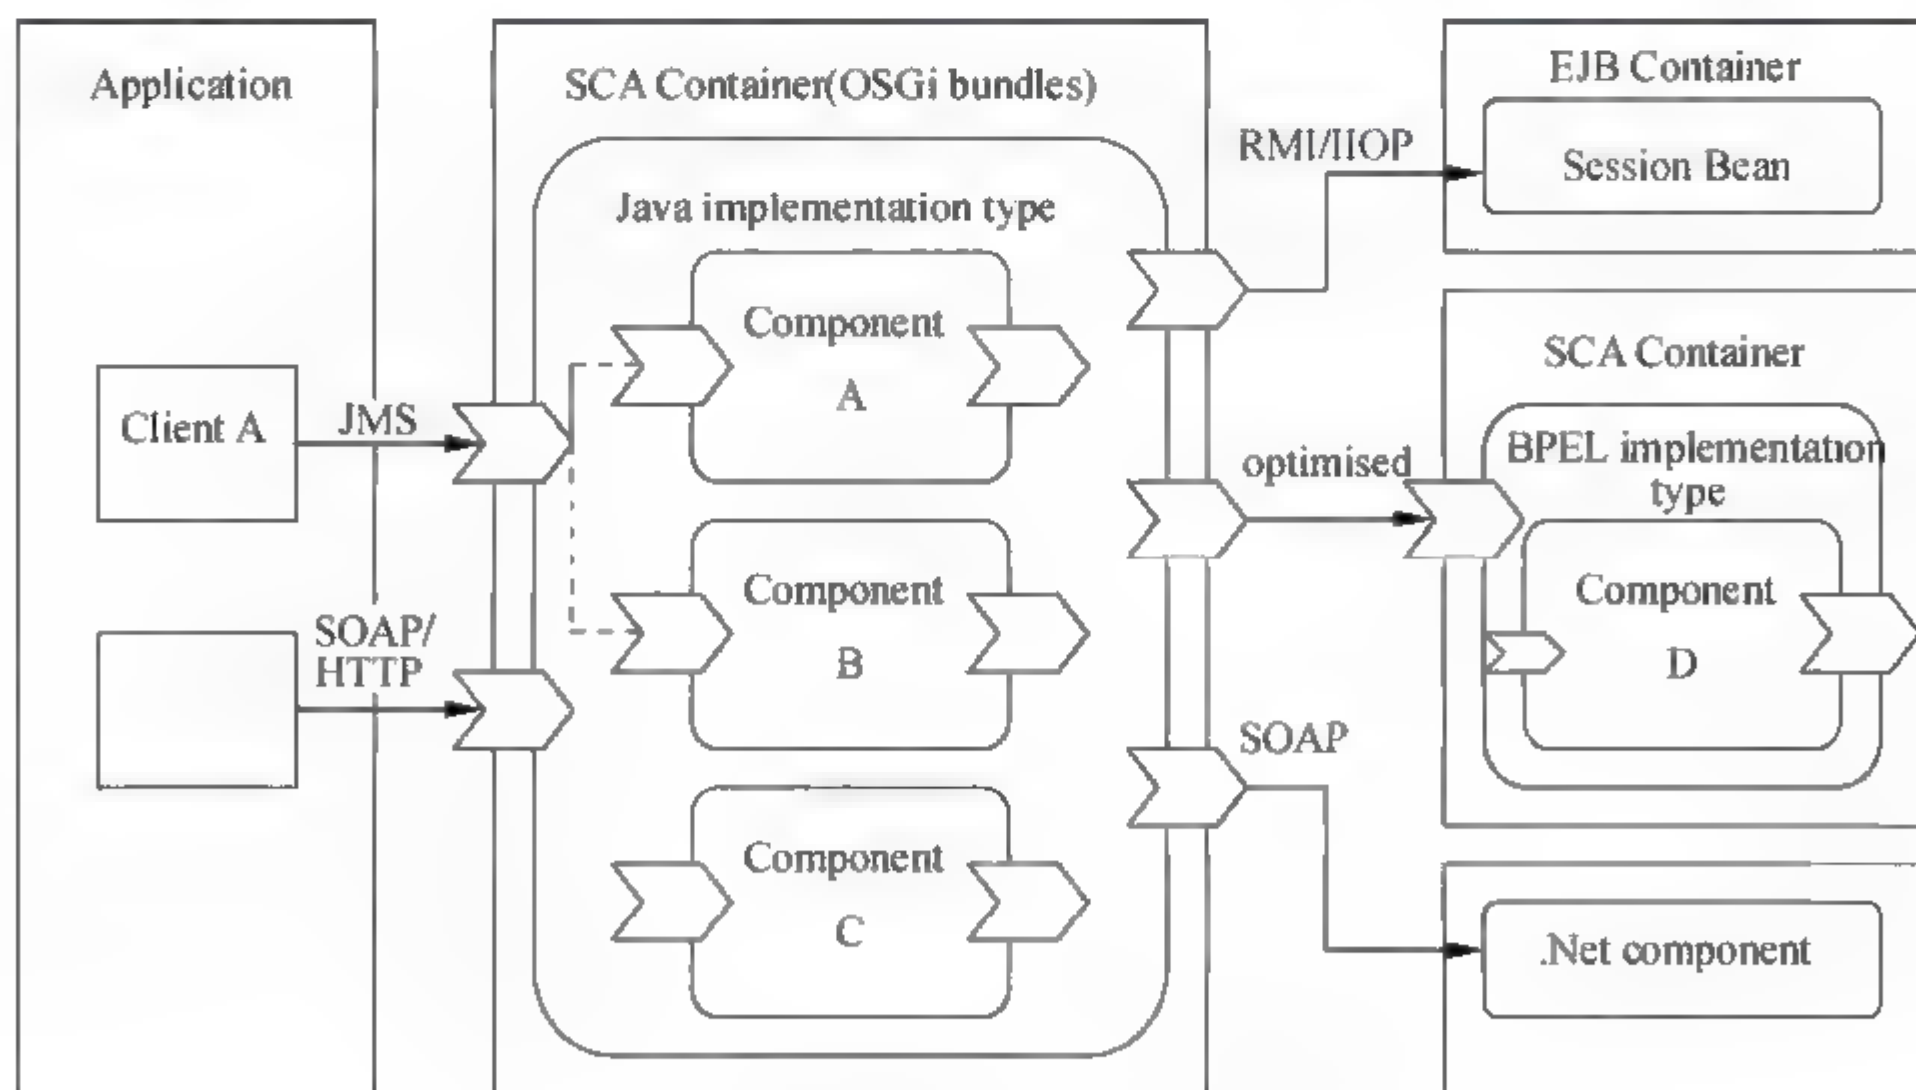 Application
Client A
JMS
SOAP/
HTTP
SCA Container(OSGi bundles)
Java implementation type
Component
A
Component
B
Component
C
RMI/IIOP
optimised
SOAP
EJB Container
Session Bean
SCA Container
BPEL implementation
type
Component
D
.Net component